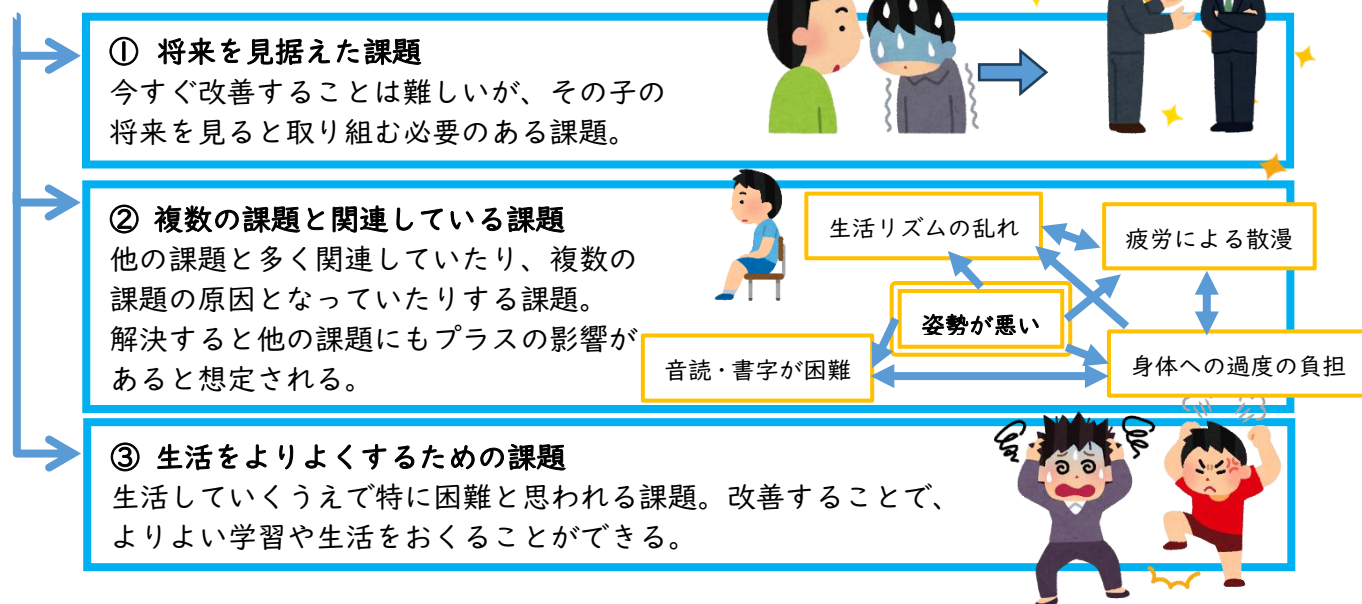 ① 将来を見据えた課題
今すぐ改善することは難しいが、その子の
将来を見ると取り組む必要のある課題。
② 複数の課題と関連している課題
他の課題と多く関連していたり、複数の
課題の原因となっていたりする課題。
解決すると他の課題にもプラスの影響が
あると想定される。
生活リズムの乱れ
疲労による散漫
姿勢が悪い
音読・書字が困難
身体への過度の負担
③ 生活をよりよくするための課題
生活していくうえで特に困難と思われる課題。改善することで、
よりよい学習や生活をおくることができる。